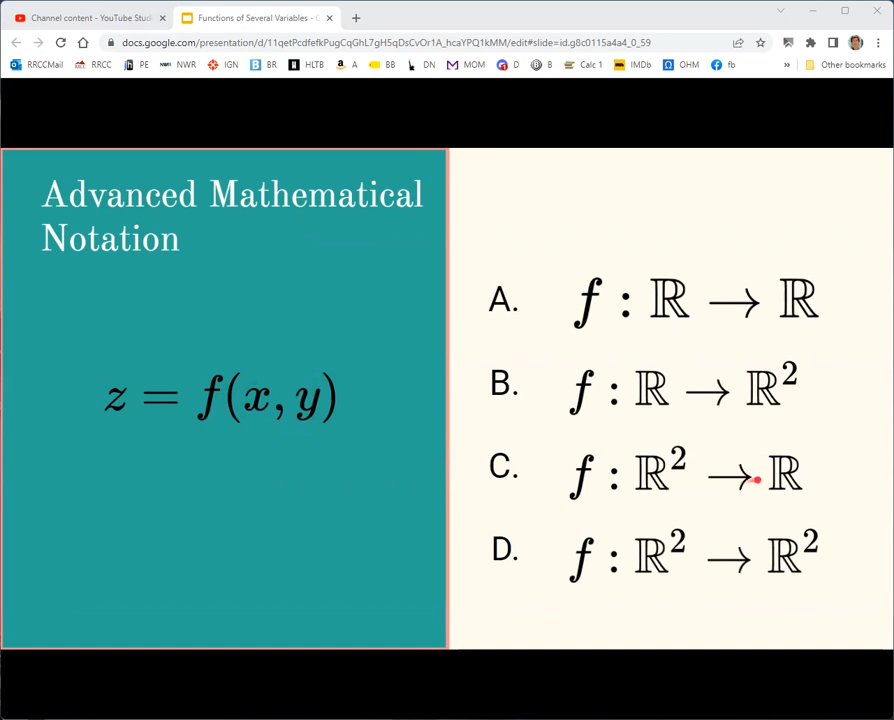 Channel content - YouTube Stud
Functions of Several Variables - G
docs.google.com/presentation/d/11qetPcdfefkPugCqGhL7gH5qDsCvOr1A_hcaYPQ1kMM/edit#slide=id.g8c0115a4a4_0_59
RRCCMail RRCC PE NWR IGN BR HLTB A BB DN MOM D B Calc 1 IMDb OHM fb » Other bookmarks
Advanced Mathematical
Notation
z = f(x, y)
A. f : ℝ → ℝ
B. f : ℝ → ℝ²
C. f : ℝ² → ℝ
D. f : ℝ² → ℝ²